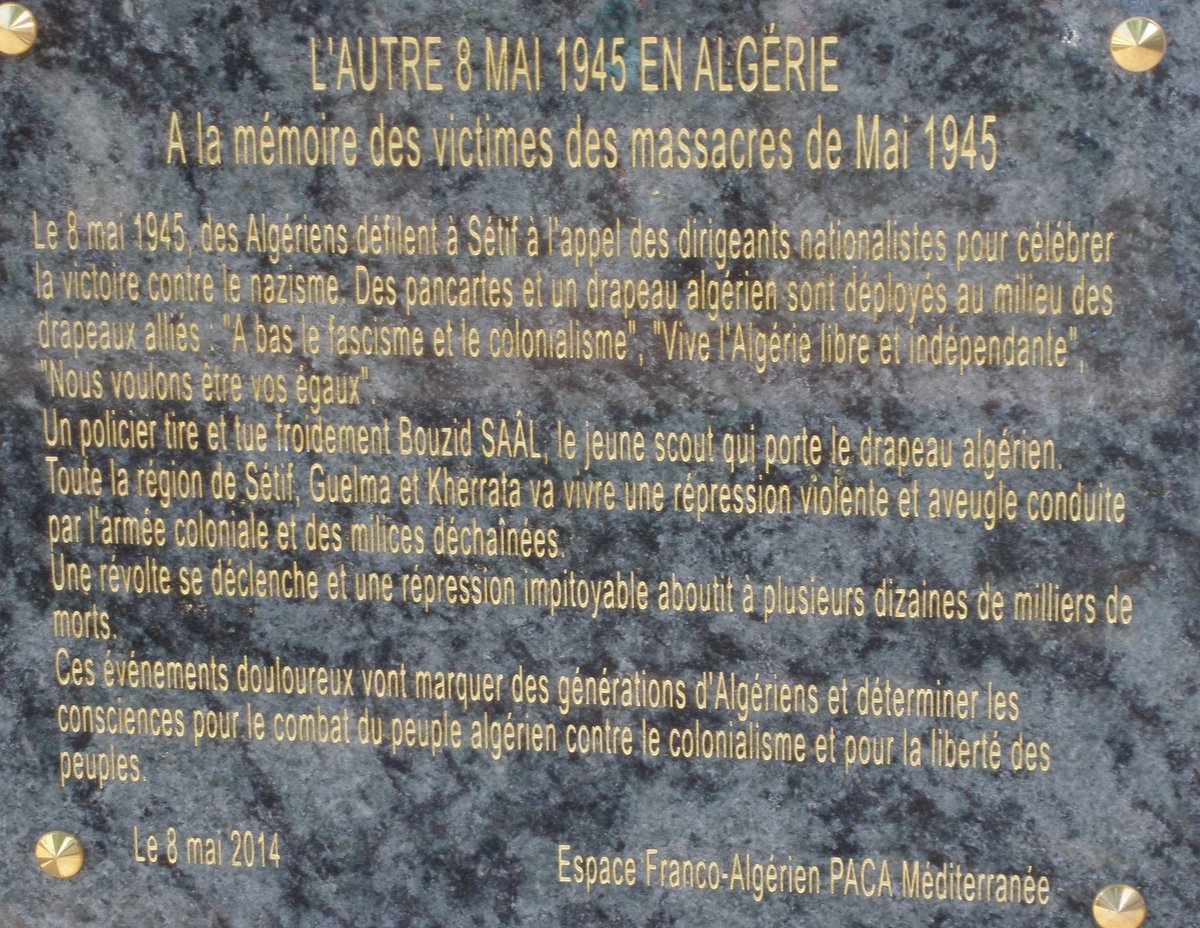 L'AUTRE 8 MAI 1945 EN ALGÉRIE
A la mémoire des victimes des massacres de Mai 1945
Le 8 mai 1945, des Algériens défilent à Sétif à l'appel des dirigeants nationalistes pour célébrer
la victoire contre le nazisme. Des pancartes et un drapeau algérien sont déployés au milieu des
drapeaux alliés : "A bas le fascisme et le colonialisme", "Vive l'Algérie libre et indépendante",
"Nous voulons être vos égaux".
Un policier tire et tue froidement Bouzid SAÂL, le jeune scout qui porte le drapeau algérien.
Toute la région de Sétif, Guelma et Kherrata va vivre une répression violente et aveugle conduite
par l'armée coloniale et des milices déchaînées.
Une révolte se déclenche et une répression impitoyable aboutit à plusieurs dizaines de milliers de
morts.
Ces événements douloureux vont marquer des générations d'Algériens et déterminer les
consciences pour le combat du peuple algérien contre le colonialisme et pour la liberté des
peuples.
Le 8 mai 2014
Espace Franco-Algérien PACA Méditerranée